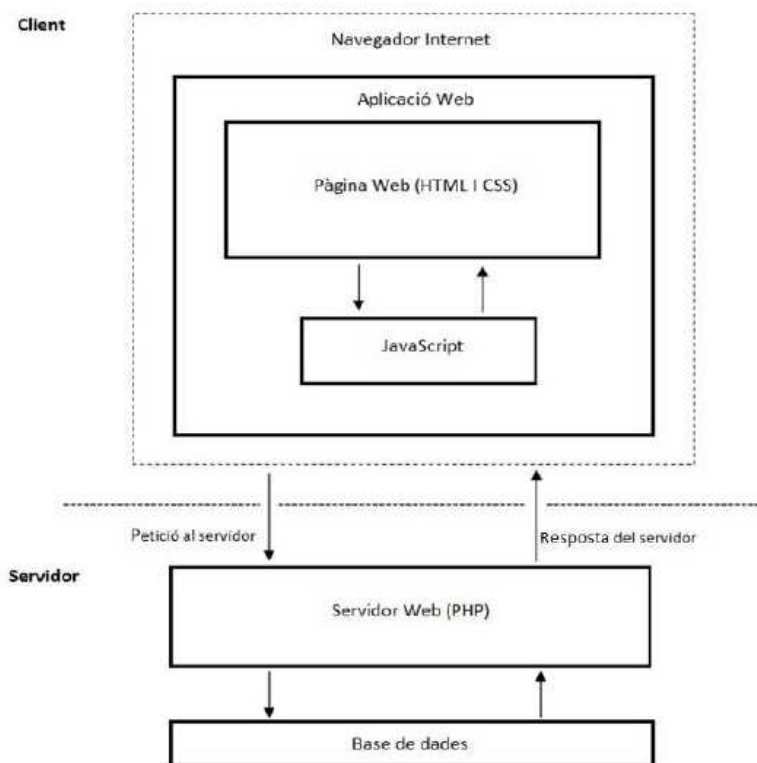 Client
Navegador Internet
Aplicació Web
Pàgina Web (HTML I CSS)
JavaScript
Petició al servidor
Resposta del servidor
Servidor
Servidor Web (PHP)
Base de dades